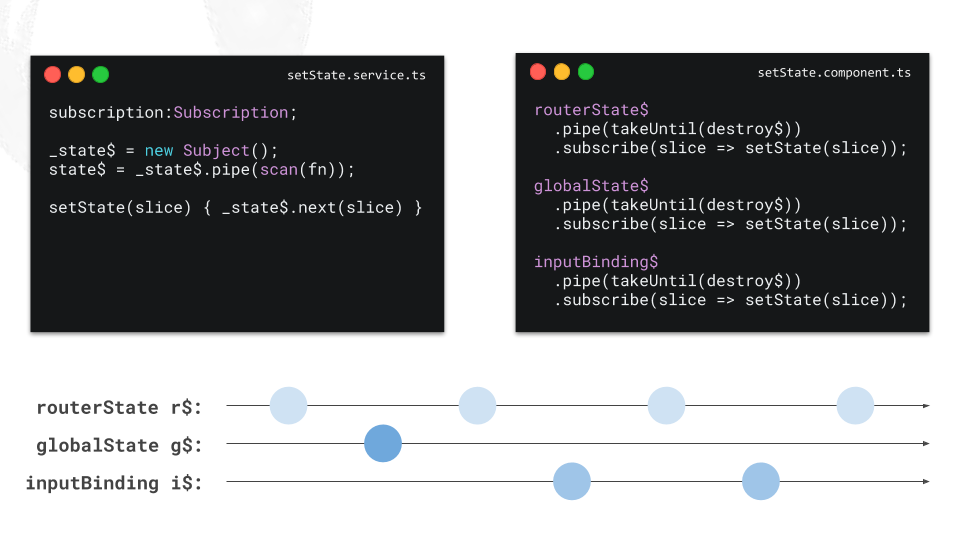 setState.service.ts
subscription:Subscription;
_state$ = new Subject();
state$ = _state$.pipe(scan(fn));
setState(slice) { _state$.next(slice) }
setState.component.ts
routerState$
.pipe(takeUntil(destroy$))
.subscribe(slice => setState(slice));
globalState$
.pipe(takeUntil(destroy$))
.subscribe(slice => setState(slice));
inputBinding$
.pipe(takeUntil(destroy$))
.subscribe(slice => setState(slice));
routerState r$:
globalState g$:
inputBinding i$: